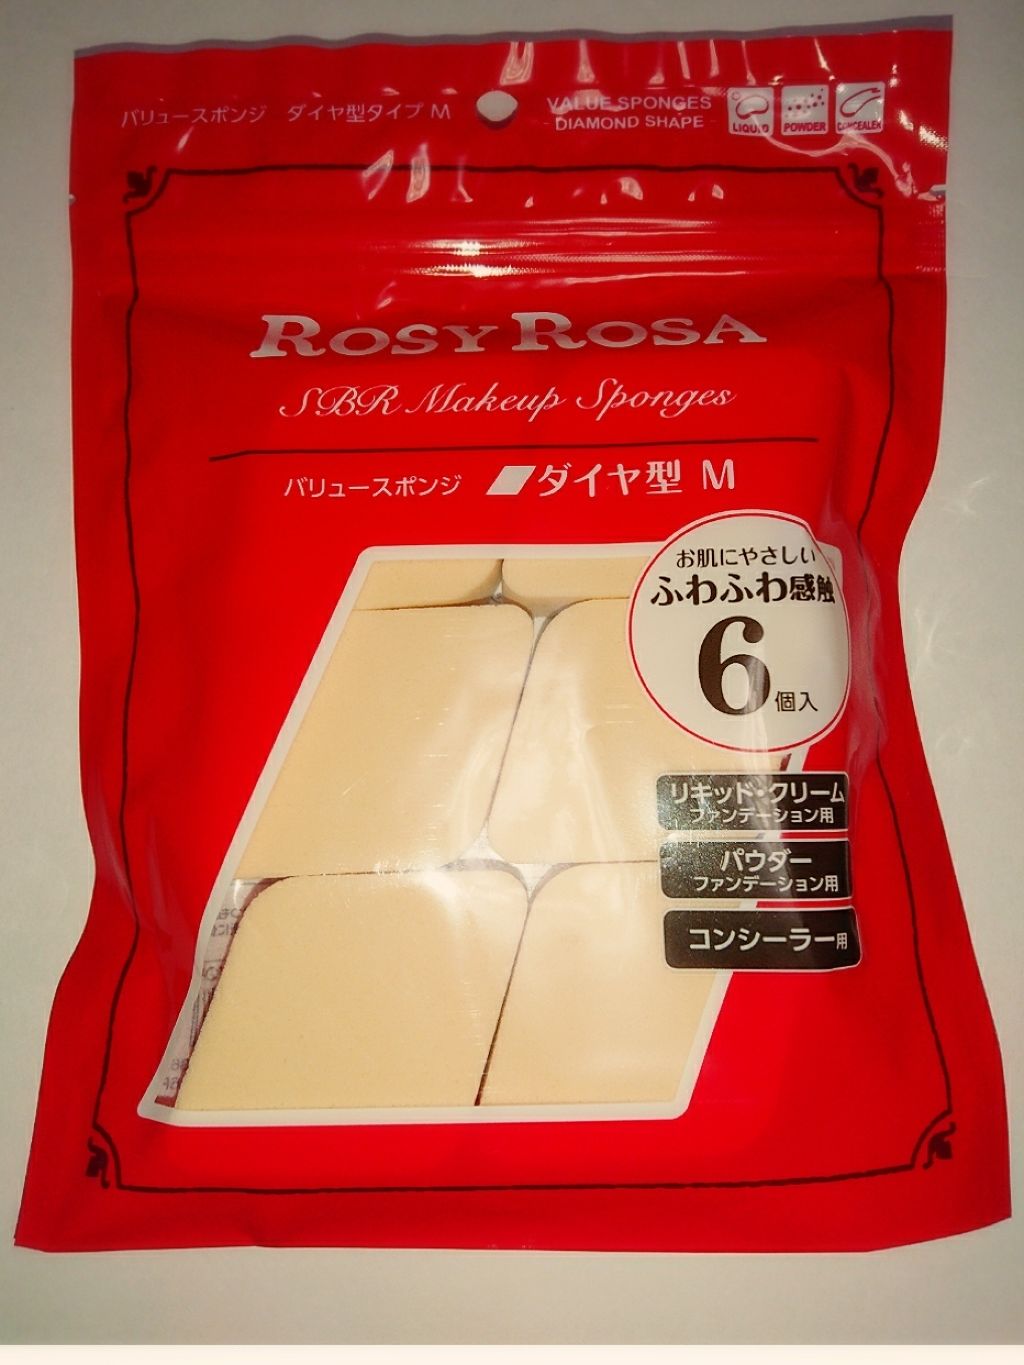 バリュースポンジ ダイヤ型タイプ M
VALUE SPONGES
DIAMOND SHAPE
LIQUID
POWDER
CONCEALER
ROSY ROSA
SBR Makeup Sponges
バリュースポンジ ダイヤ型 M
お肌にやさしい
ふわふわ感触
6個入
リキッド・クリーム
ファンデーション用
パウダー
ファンデーション用
コンシーラー用